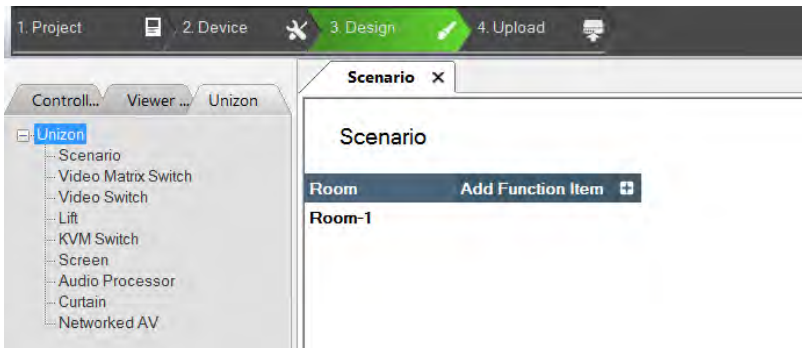 1. Project 2. Device 3. Design 4. Upload
Scenario X
Controll... Viewer ... Unizon
Unizon
Scenario
Video Matrix Switch
Video Switch
Lift
KVM Switch
Screen
Audio Processor
Curtain
Networked AV
Scenario
Room Add Function Item
Room-1